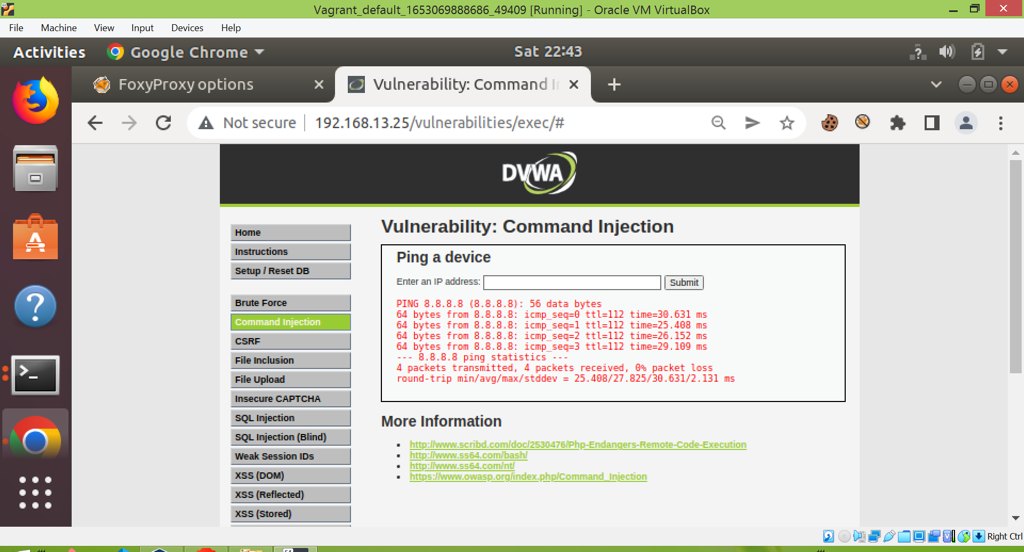 Vagrant_default_1653069888686_49409 [Running] - Oracle VM VirtualBox
File Machine View Input Devices Help
Activities Google Chrome Sat 22:43
FoxyProxy options
Vulnerability: Command In
Not secure 192.168.13.25/vulnerabilities/exec/#
DVWA
Home
Instructions
Setup / Reset DB
Brute Force
Command Injection
CSRF
File Inclusion
File Upload
Insecure CAPTCHA
SQL Injection
SQL Injection (Blind)
Weak Session IDs
XSS (DOM)
XSS (Reflected)
XSS (Stored)
Vulnerability: Command Injection
Ping a device
Enter an IP address: Submit
PING 8.8.8.8 (8.8.8.8): 56 data bytes
64 bytes from 8.8.8.8: icmp_seq=0 ttl=112 time=30.631 ms
64 bytes from 8.8.8.8: icmp_seq=1 ttl=112 time=25.408 ms
64 bytes from 8.8.8.8: icmp_seq=2 ttl=112 time=26.152 ms
64 bytes from 8.8.8.8: icmp_seq=3 ttl=112 time=29.109 ms
--- 8.8.8.8 ping statistics ---
4 packets transmitted, 4 packets received, 0% packet loss
round-trip min/avg/max/stddev = 25.408/27.825/30.631/2.131 ms
More Information
http://www.scribd.com/doc/2530476/Php-Endangers-Remote-Code-Execution
http://www.ss64.com/bash/
http://www.ss64.com/nt/
https://www.owasp.org/index.php/Command_Injection
Right Ctrl